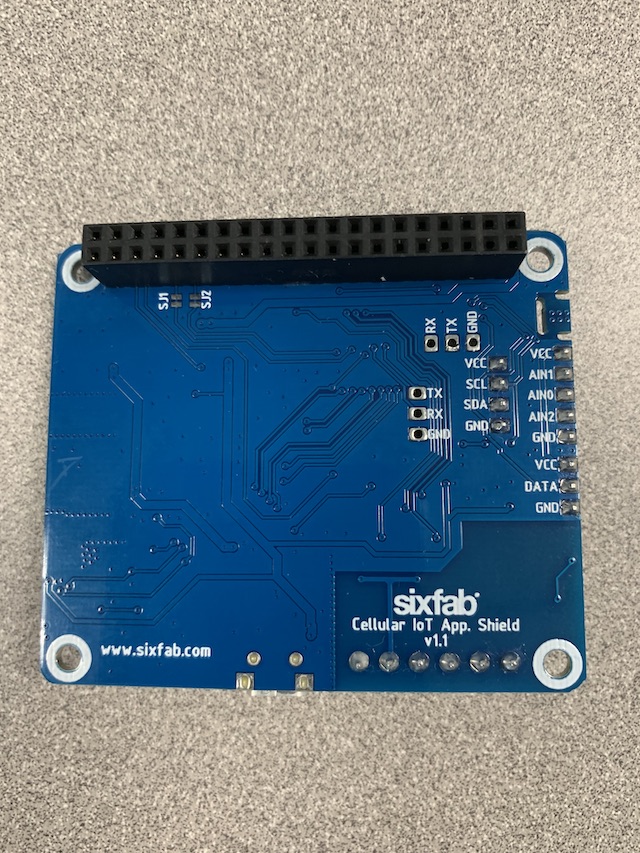 SJ1
SJ2
RX
TX
GND
VCC
SCL
SDA
GND
TX
RX
GND
VCC
AIN1
AIN0
AIN2
GND
VCC
DATA
GND
sixfab®
Cellular IoT App. Shield
v1.1
www.sixfab.com